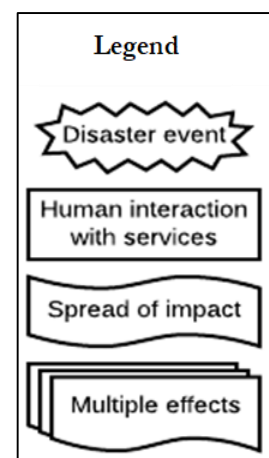 Legend
Disaster event
Human interaction
with services
Spread of impact
Multiple effects